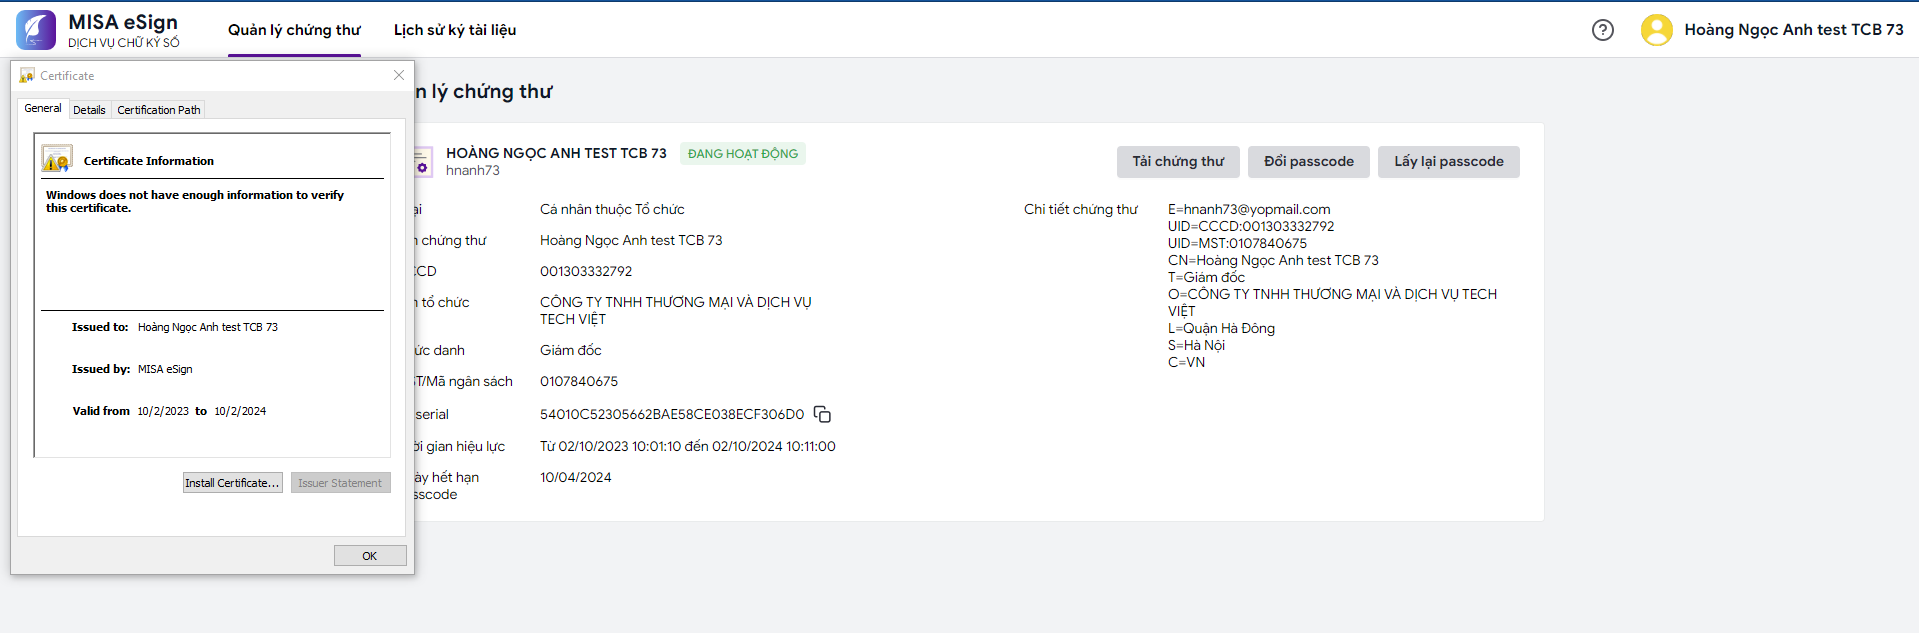 MISA eSign
DỊCH VỤ CHỮ KÝ SỐ
Quản lý chứng thư
Lịch sử ký tài liệu
Hoàng Ngọc Anh test TCB 73
Certificate
General
Details
Certification Path
Certificate Information
Windows does not have enough information to verify
this certificate.
Issued to: Hoàng Ngọc Anh test TCB 73
Issued by: MISA eSign
Valid from 10/2/2023 to 10/2/2024
Install Certificate...
Issuer Statement
OK
n lý chứng thư
HOÀNG NGỌC ANH TEST TCB 73
ĐANG HOẠT ĐỘNG
hnanh73
Tải chứng thư
Đổi passcode
Lấy lại passcode
ại
Cá nhân thuộc Tổ chức
n chứng thư
Hoàng Ngọc Anh test TCB 73
CCD
001303332792
n tổ chức
CÔNG TY TNHH THƯƠNG MẠI VÀ DỊCH VỤ
TECH VIỆT
ức danh
Giám đốc
ST/Mã ngân sách
0107840675
serial
54010C52305662BAE58CE038ECF306D0
ời gian hiệu lực
Từ 02/10/2023 10:01:10 đến 02/10/2024 10:11:00
ày hết hạn
sscode
10/04/2024
Chi tiết chứng thư
E=hnanh73@yopmail.com
UID=CCCD:001303332792
UID=MST:0107840675
CN=Hoàng Ngọc Anh test TCB 73
T=Giám đốc
O=CÔNG TY TNHH THƯƠNG MẠI VÀ DỊCH VỤ TECH
VIỆT
L=Quận Hà Đông
S=Hà Nội
C=VN